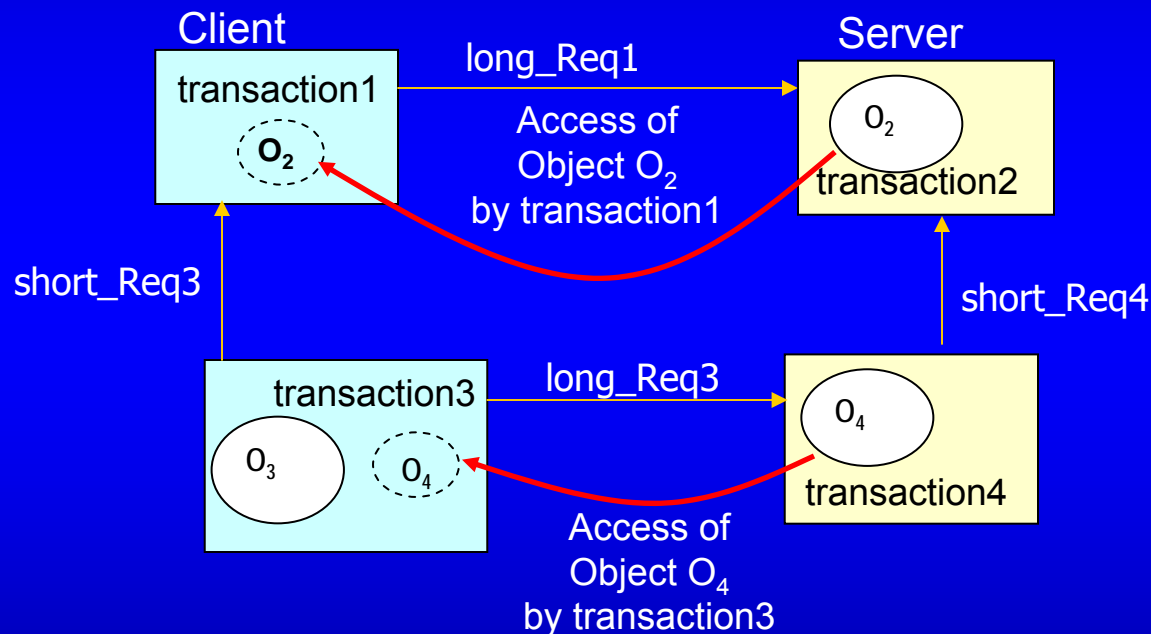 Client
Server
long_Req1
transaction1
O₂
Access of
Object O₂
by transaction1
O₂
transaction2
short_Req3
short_Req4
transaction3
long_Req3
O₃
O₄
O₄
transaction4
Access of
Object O₄
by transaction3